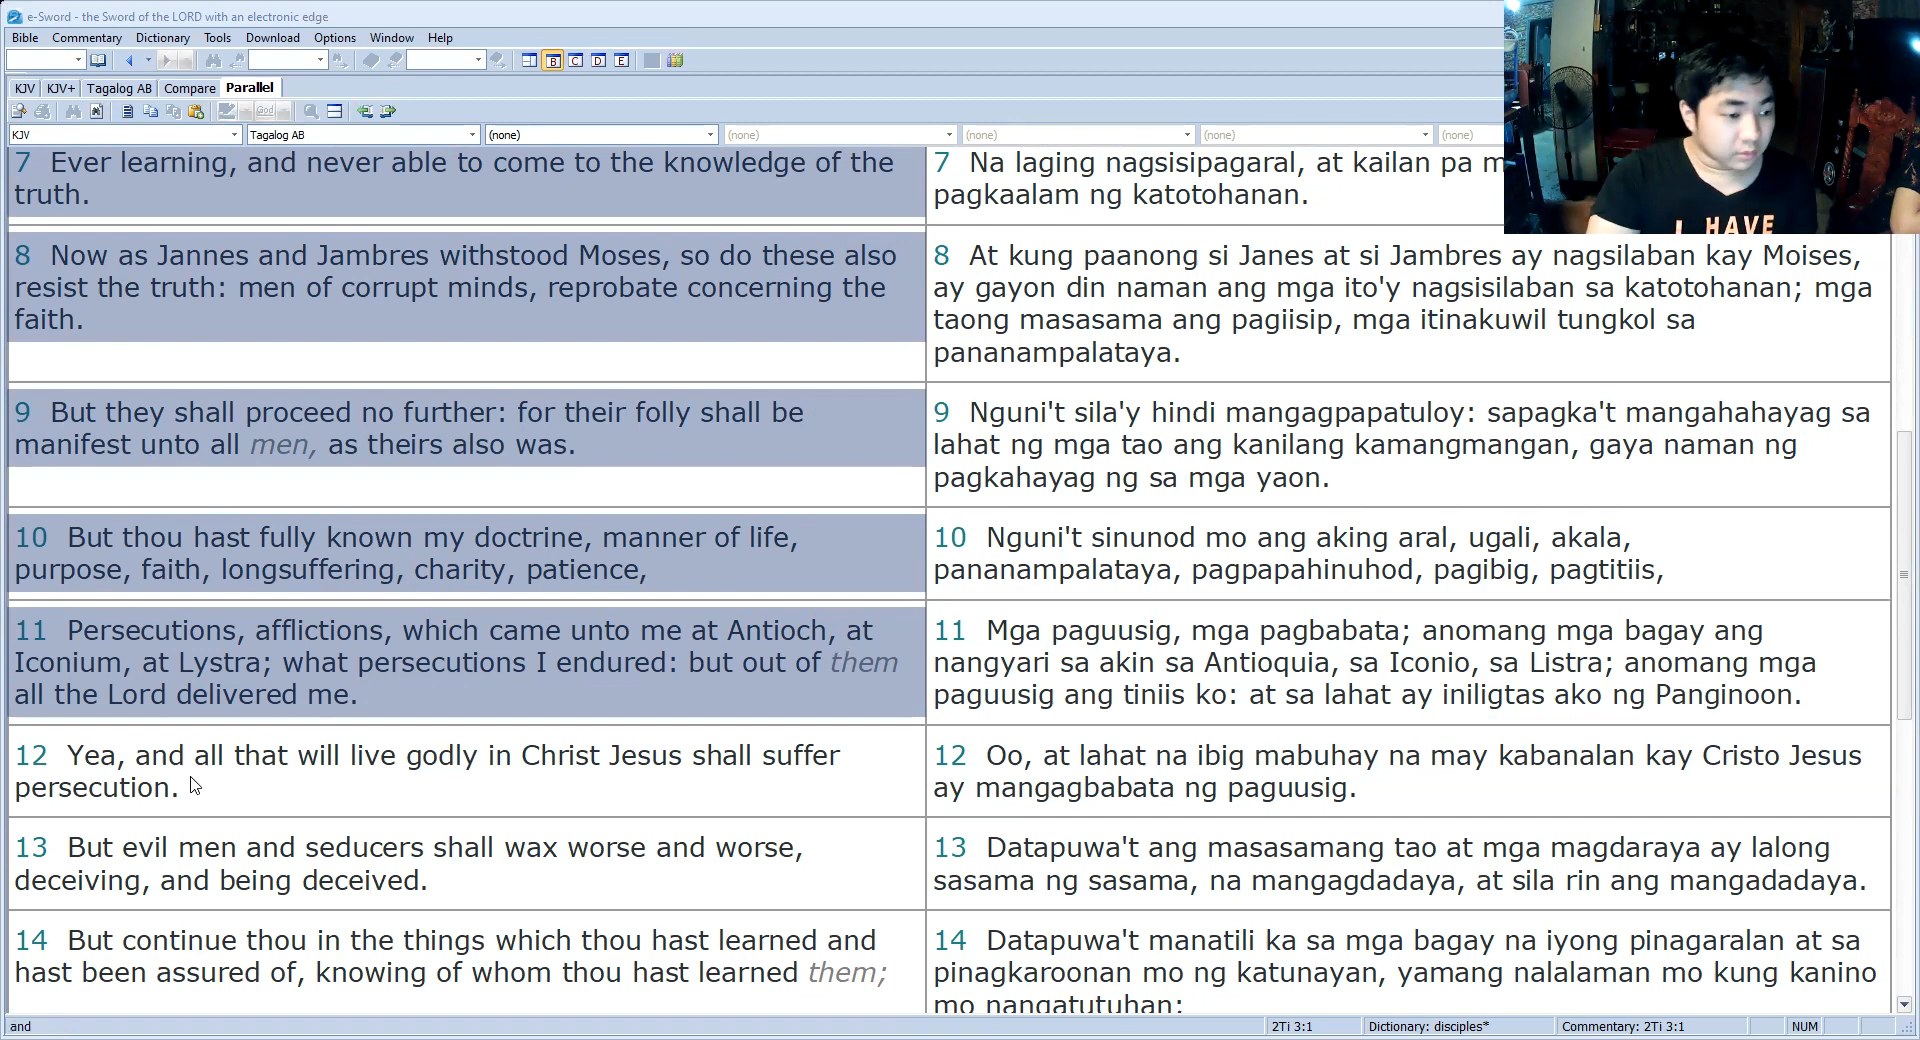 e-Sword - the Sword of the LORD with an electronic edge
Bible Commentary Dictionary Tools Download Options Window Help
B C D E
KJV KJV+ Tagalog AB Compare Parallel
God
KJV Tagalog AB (none) (none) (none) (none) (none)
I HAVE
7 Ever learning, and never able to come to the knowledge of the
truth.
7 Na laging nagsisipagaral, at kailan pa m
pagkaalam ng katotohanan.
8 Now as Jannes and Jambres withstood Moses, so do these also
resist the truth: men of corrupt minds, reprobate concerning the
faith.
8 At kung paanong si Janes at si Jambres ay nagsilaban kay Moises,
ay gayon din naman ang mga ito'y nagsisilaban sa katotohanan; mga
taong masasama ang pagiisip, mga itinakuwil tungkol sa
pananampalataya.
9 But they shall proceed no further: for their folly shall be
manifest unto all men, as theirs also was.
9 Nguni't sila'y hindi mangagpapatuloy: sapagka't mangahahayag sa
lahat ng mga tao ang kanilang kamangmangan, gaya naman ng
pagkahayag ng sa mga yaon.
10 But thou hast fully known my doctrine, manner of life,
purpose, faith, longsuffering, charity, patience,
10 Nguni't sinunod mo ang aking aral, ugali, akala,
pananampalataya, pagpapahinuhod, pagibig, pagtitiis,
11 Persecutions, afflictions, which came unto me at Antioch, at
Iconium, at Lystra; what persecutions I endured: but out of them
all the Lord delivered me.
11 Mga paguusig, mga pagbabata; anomang mga bagay ang
nangyari sa akin sa Antioquia, sa Iconio, sa Listra; anomang mga
paguusig ang tiniis ko: at sa lahat ay iniligtas ako ng Panginoon.
12 Yea, and all that will live godly in Christ Jesus shall suffer
persecution.
12 Oo, at lahat na ibig mabuhay na may kabanalan kay Cristo Jesus
ay mangagbabata ng paguusig.
13 But evil men and seducers shall wax worse and worse,
deceiving, and being deceived.
13 Datapuwa't ang masasamang tao at mga magdaraya ay lalong
sasama ng sasama, na mangagdadaya, at sila rin ang mangadadaya.
14 But continue thou in the things which thou hast learned and
hast been assured of, knowing of whom thou hast learned them;
14 Datapuwa't manatili ka sa mga bagay na iyong pinagaralan at sa
pinagkaroonan mo ng katunayan, yamang nalalaman mo kung kanino
mo nangatutuhan;
and 2Ti 3:1 Dictionary: disciples* Commentary: 2Ti 3:1 NUM